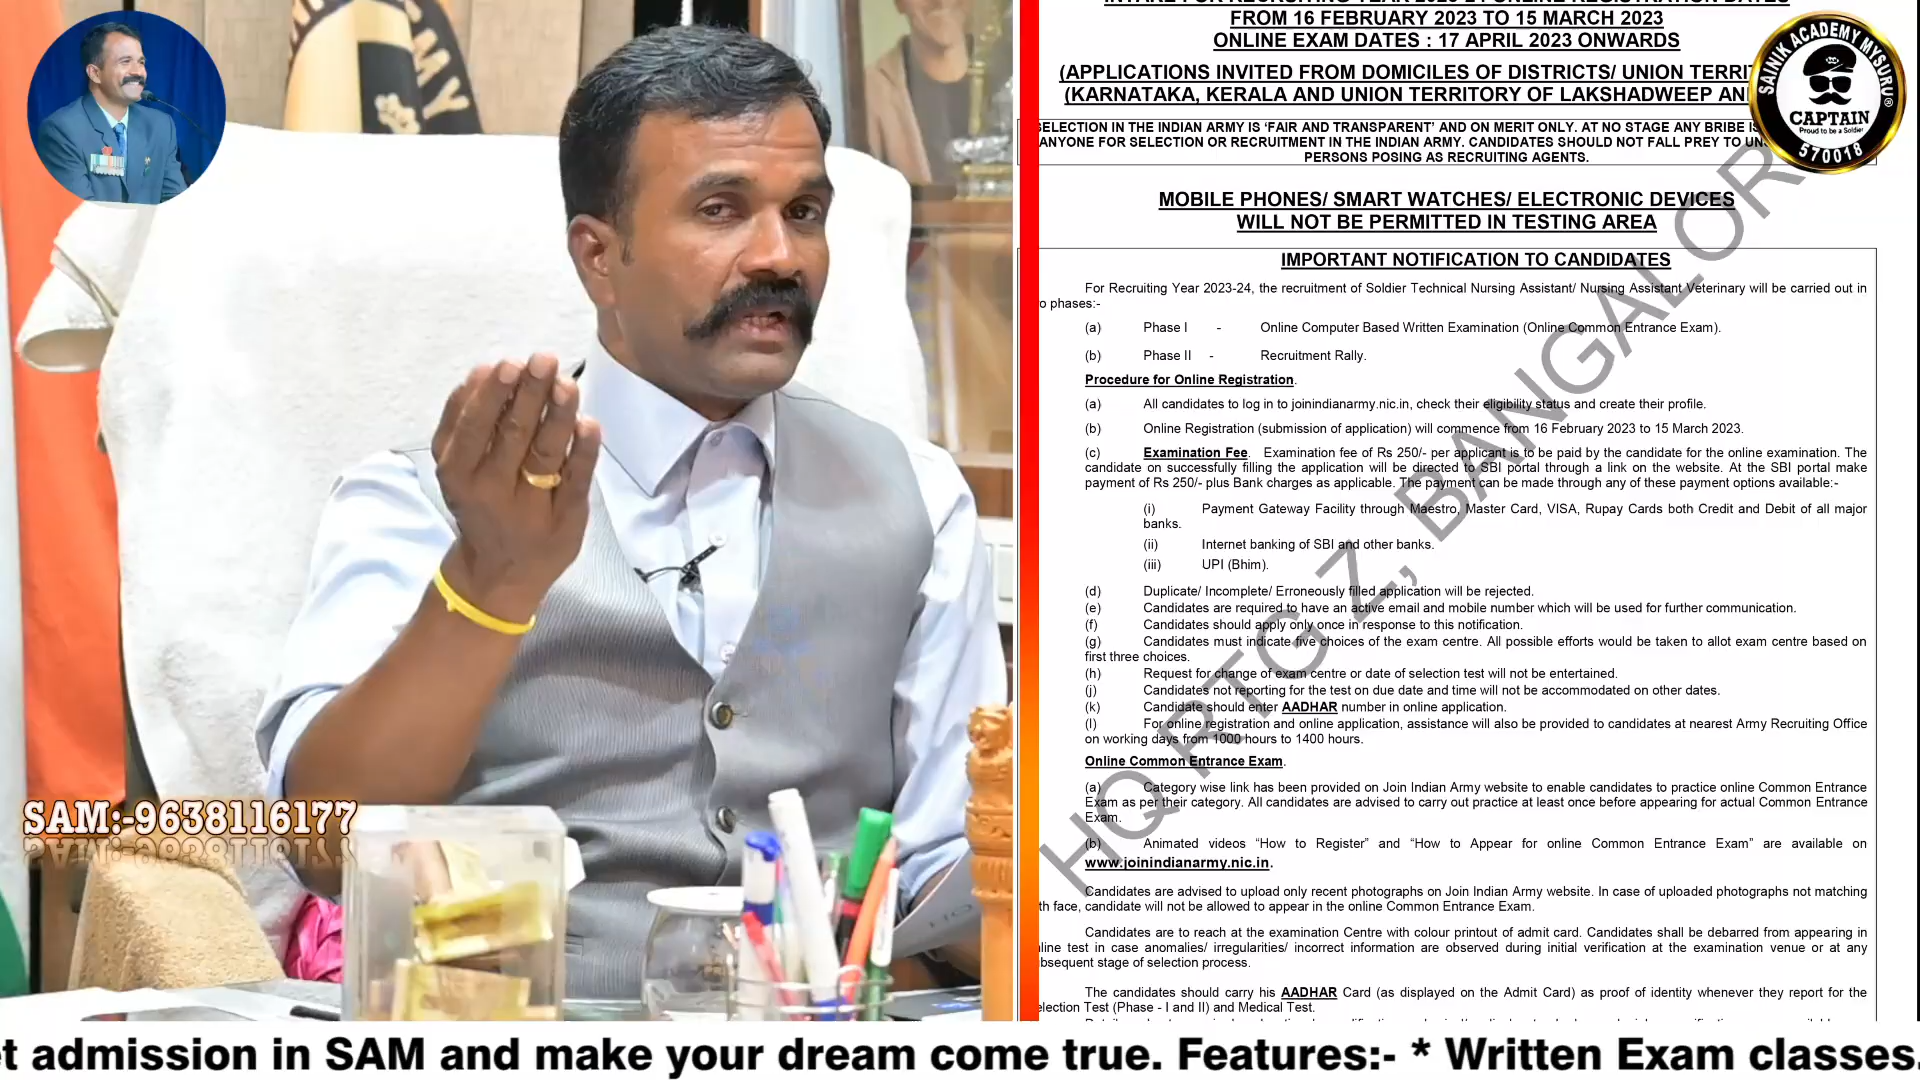 INTAKE FOR RECRUITING YEAR 2023-24 ONLINE REGISTRATION DATES
FROM 16 FEBRUARY 2023 TO 15 MARCH 2023
ONLINE EXAM DATES : 17 APRIL 2023 ONWARDS
(APPLICATIONS INVITED FROM DOMICILES OF DISTRICTS/ UNION TERRIT
(KARNATAKA, KERALA AND UNION TERRITORY OF LAKSHADWEEP AN
SELECTION IN THE INDIAN ARMY IS ‘FAIR AND TRANSPARENT’ AND ON MERIT ONLY. AT NO STAGE ANY BRIBE IS
ANYONE FOR SELECTION OR RECRUITMENT IN THE INDIAN ARMY. CANDIDATES SHOULD NOT FALL PREY TO UN
PERSONS POSING AS RECRUITING AGENTS.
MOBILE PHONES/ SMART WATCHES/ ELECTRONIC DEVICES
WILL NOT BE PERMITTED IN TESTING AREA
IMPORTANT NOTIFICATION TO CANDIDATES
For Recruiting Year 2023-24, the recruitment of Soldier Technical Nursing Assistant/ Nursing Assistant Veterinary will be carried out in
o phases:-
(a) Phase I - Online Computer Based Written Examination (Online Common Entrance Exam).
(b) Phase II - Recruitment Rally.
Procedure for Online Registration.
(a) All candidates to log in to joinindianarmy.nic.in, check their eligibility status and create their profile.
(b) Online Registration (submission of application) will commence from 16 February 2023 to 15 March 2023.
(c) Examination Fee. Examination fee of Rs 250/- per applicant is to be paid by the candidate for the online examination. The
candidate on successfully filling the application will be directed to SBI portal through a link on the website. At the SBI portal make
payment of Rs 250/- plus Bank charges as applicable. The payment can be made through any of these payment options available:-
(i) Payment Gateway Facility through Maestro, Master Card, VISA, Rupay Cards both Credit and Debit of all major
banks.
(ii) Internet banking of SBI and other banks.
(iii) UPI (Bhim).
(d) Duplicate/ Incomplete/ Erroneously filled application will be rejected.
(e) Candidates are required to have an active email and mobile number which will be used for further communication.
(f) Candidates should apply only once in response to this notification.
(g) Candidates must indicate five choices of the exam centre. All possible efforts would be taken to allot exam centre based on
first three choices.
(h) Request for change of exam centre or date of selection test will not be entertained.
(j) Candidates not reporting for the test on due date and time will not be accommodated on other dates.
(k) Candidate should enter AADHAR number in online application.
(l) For online registration and online application, assistance will also be provided to candidates at nearest Army Recruiting Office
on working days from 1000 hours to 1400 hours.
Online Common Entrance Exam.
(a) Category wise link has been provided on Join Indian Army website to enable candidates to practice online Common Entrance
Exam as per their category. All candidates are advised to carry out practice at least once before appearing for actual Common Entrance
Exam.
(b) Animated videos “How to Register” and “How to Appear for online Common Entrance Exam” are available on
www.joinindianarmy.nic.in.
Candidates are advised to upload only recent photographs on Join Indian Army website. In case of uploaded photographs not matching
th face, candidate will not be allowed to appear in the online Common Entrance Exam.
Candidates are to reach at the examination Centre with colour printout of admit card. Candidates shall be debarred from appearing in
line test in case anomalies/ irregularities/ incorrect information are observed during initial verification at the examination venue or at any
bsequent stage of selection process.
The candidates should carry his AADHAR Card (as displayed on the Admit Card) as proof of identity whenever they report for the
election Test (Phase - I and II) and Medical Test.
HQ RTG Z, BANGALOR
SAINIK ACADEMY MYSURU®
CAPTAIN
Proud to be a Soldier
570018
MY
SAM:-9638116177
t admission in SAM and make your dream come true. Features:- * Written Exam classes.